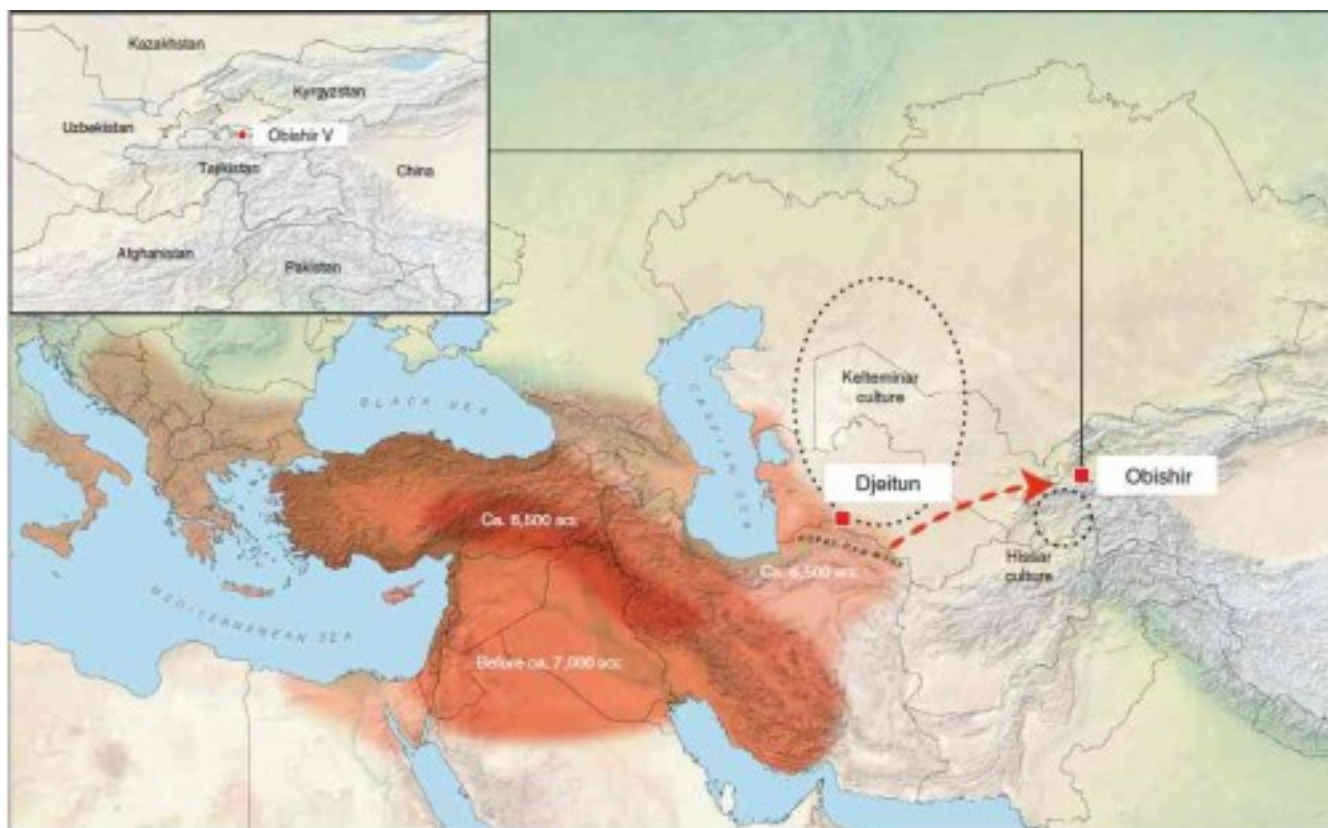 Kazakhstan
Kyrgyzstan
Uzbekistan
Obishir V
Tajikistan
China
Afghanistan
Pakistan
BLACK SEA
CASPIAN SEA
Kelteminar
culture
Djeitun
Obishir
Hissar
culture
MEDITERRANEAN SEA
Before ca. 7,000 BCE